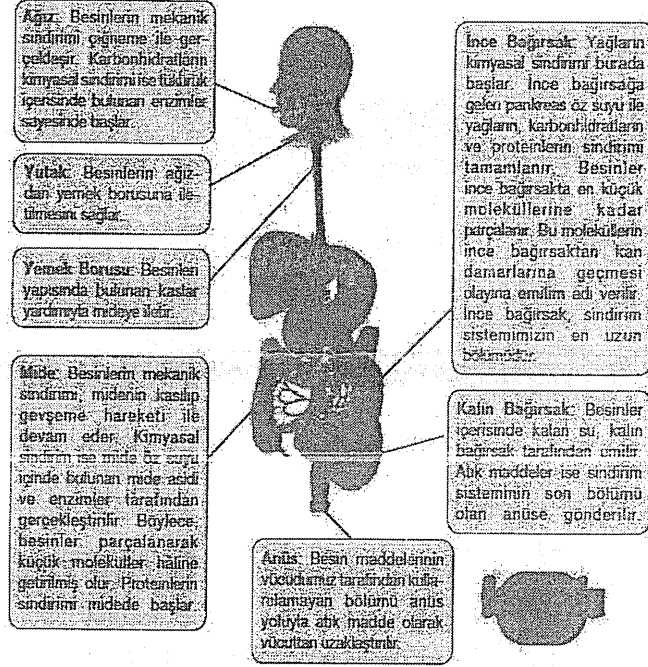 Ağız: Besinlerin mekanik
sindirimi çiğneme ile ger-
çekleşir. Karbonhidratların
kimyasal sindirimi ise tükürük
içerisinde bulunan enzimler
sayesinde başlar.
Yutak: Besinlerin ağız-
dan yemek borusuna ile-
tilmesini sağlar.
Yemek Borusu: Besinleri
yapısında bulunan kaslar
yardımıyla mideye iletir.
Mide: Besinlerin mekanik
sindirimi, midenin kasılıp
gevşeme hareketi ile
devam eder. Kimyasal
sindirim ise mide öz suyu
içinde bulunan mide asidi
ve enzimler tarafından
gerçekleştirilir. Böylece,
besinler parçalanarak
küçük moleküller hâline
getirilmiş olur. Proteinlerin
sindirimi midede başlar.
İnce Bağırsak: Yağların
kimyasal sindirimi burada
başlar. İnce bağırsağa
gelen pankreas öz suyu ile
yağların, karbonhidratların
ve proteinlerin sindirimi
tamamlanır. Besinler
ince bağırsakta en küçük
moleküllerine kadar
parçalanır. Bu moleküllerin
ince bağırsaktan kan
damarlarına geçmesi
olayına emilim adı verilir.
İnce bağırsak, sindirim
sistemimizin en uzun
bölümüdür.
Kalın Bağırsak: Besinler
içerisinde kalan su, kalın
bağırsak tarafından emilir.
Atık maddeler ise sindirim
sisteminin son bölümü
olan anüse gönderilir.
Anüs: Besin maddelerinin
vücudumuz tarafından kulla-
nılamayan bölümü anüs
yoluyla atık madde olarak
vücuttan uzaklaştırılır.